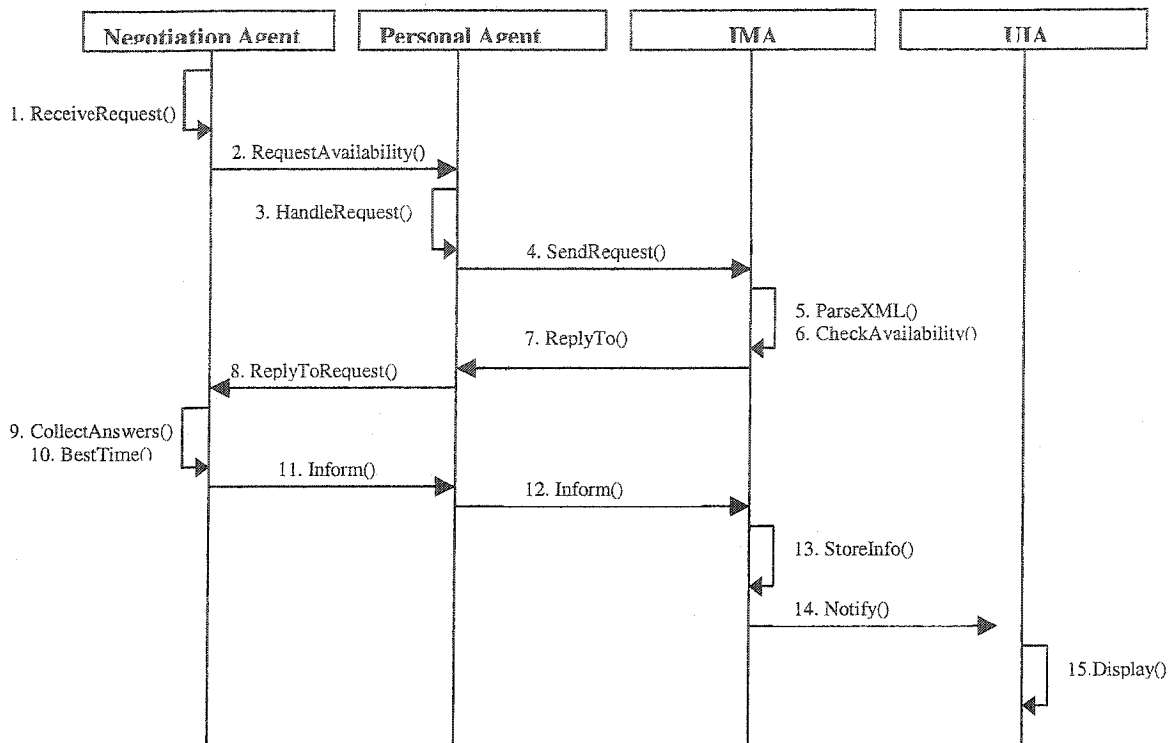 Negotiation Agent
Personal Agent
IMA
UIA
1. ReceiveRequest()
2. RequestAvailability()
3. HandleRequest()
4. SendRequest()
5. ParseXML()
6. CheckAvailability()
7. ReplyTo()
8. ReplyToRequest()
9. CollectAnswers()
10. BestTime()
11. Inform()
12. Inform()
13. StoreInfo()
14. Notify()
15.Display()